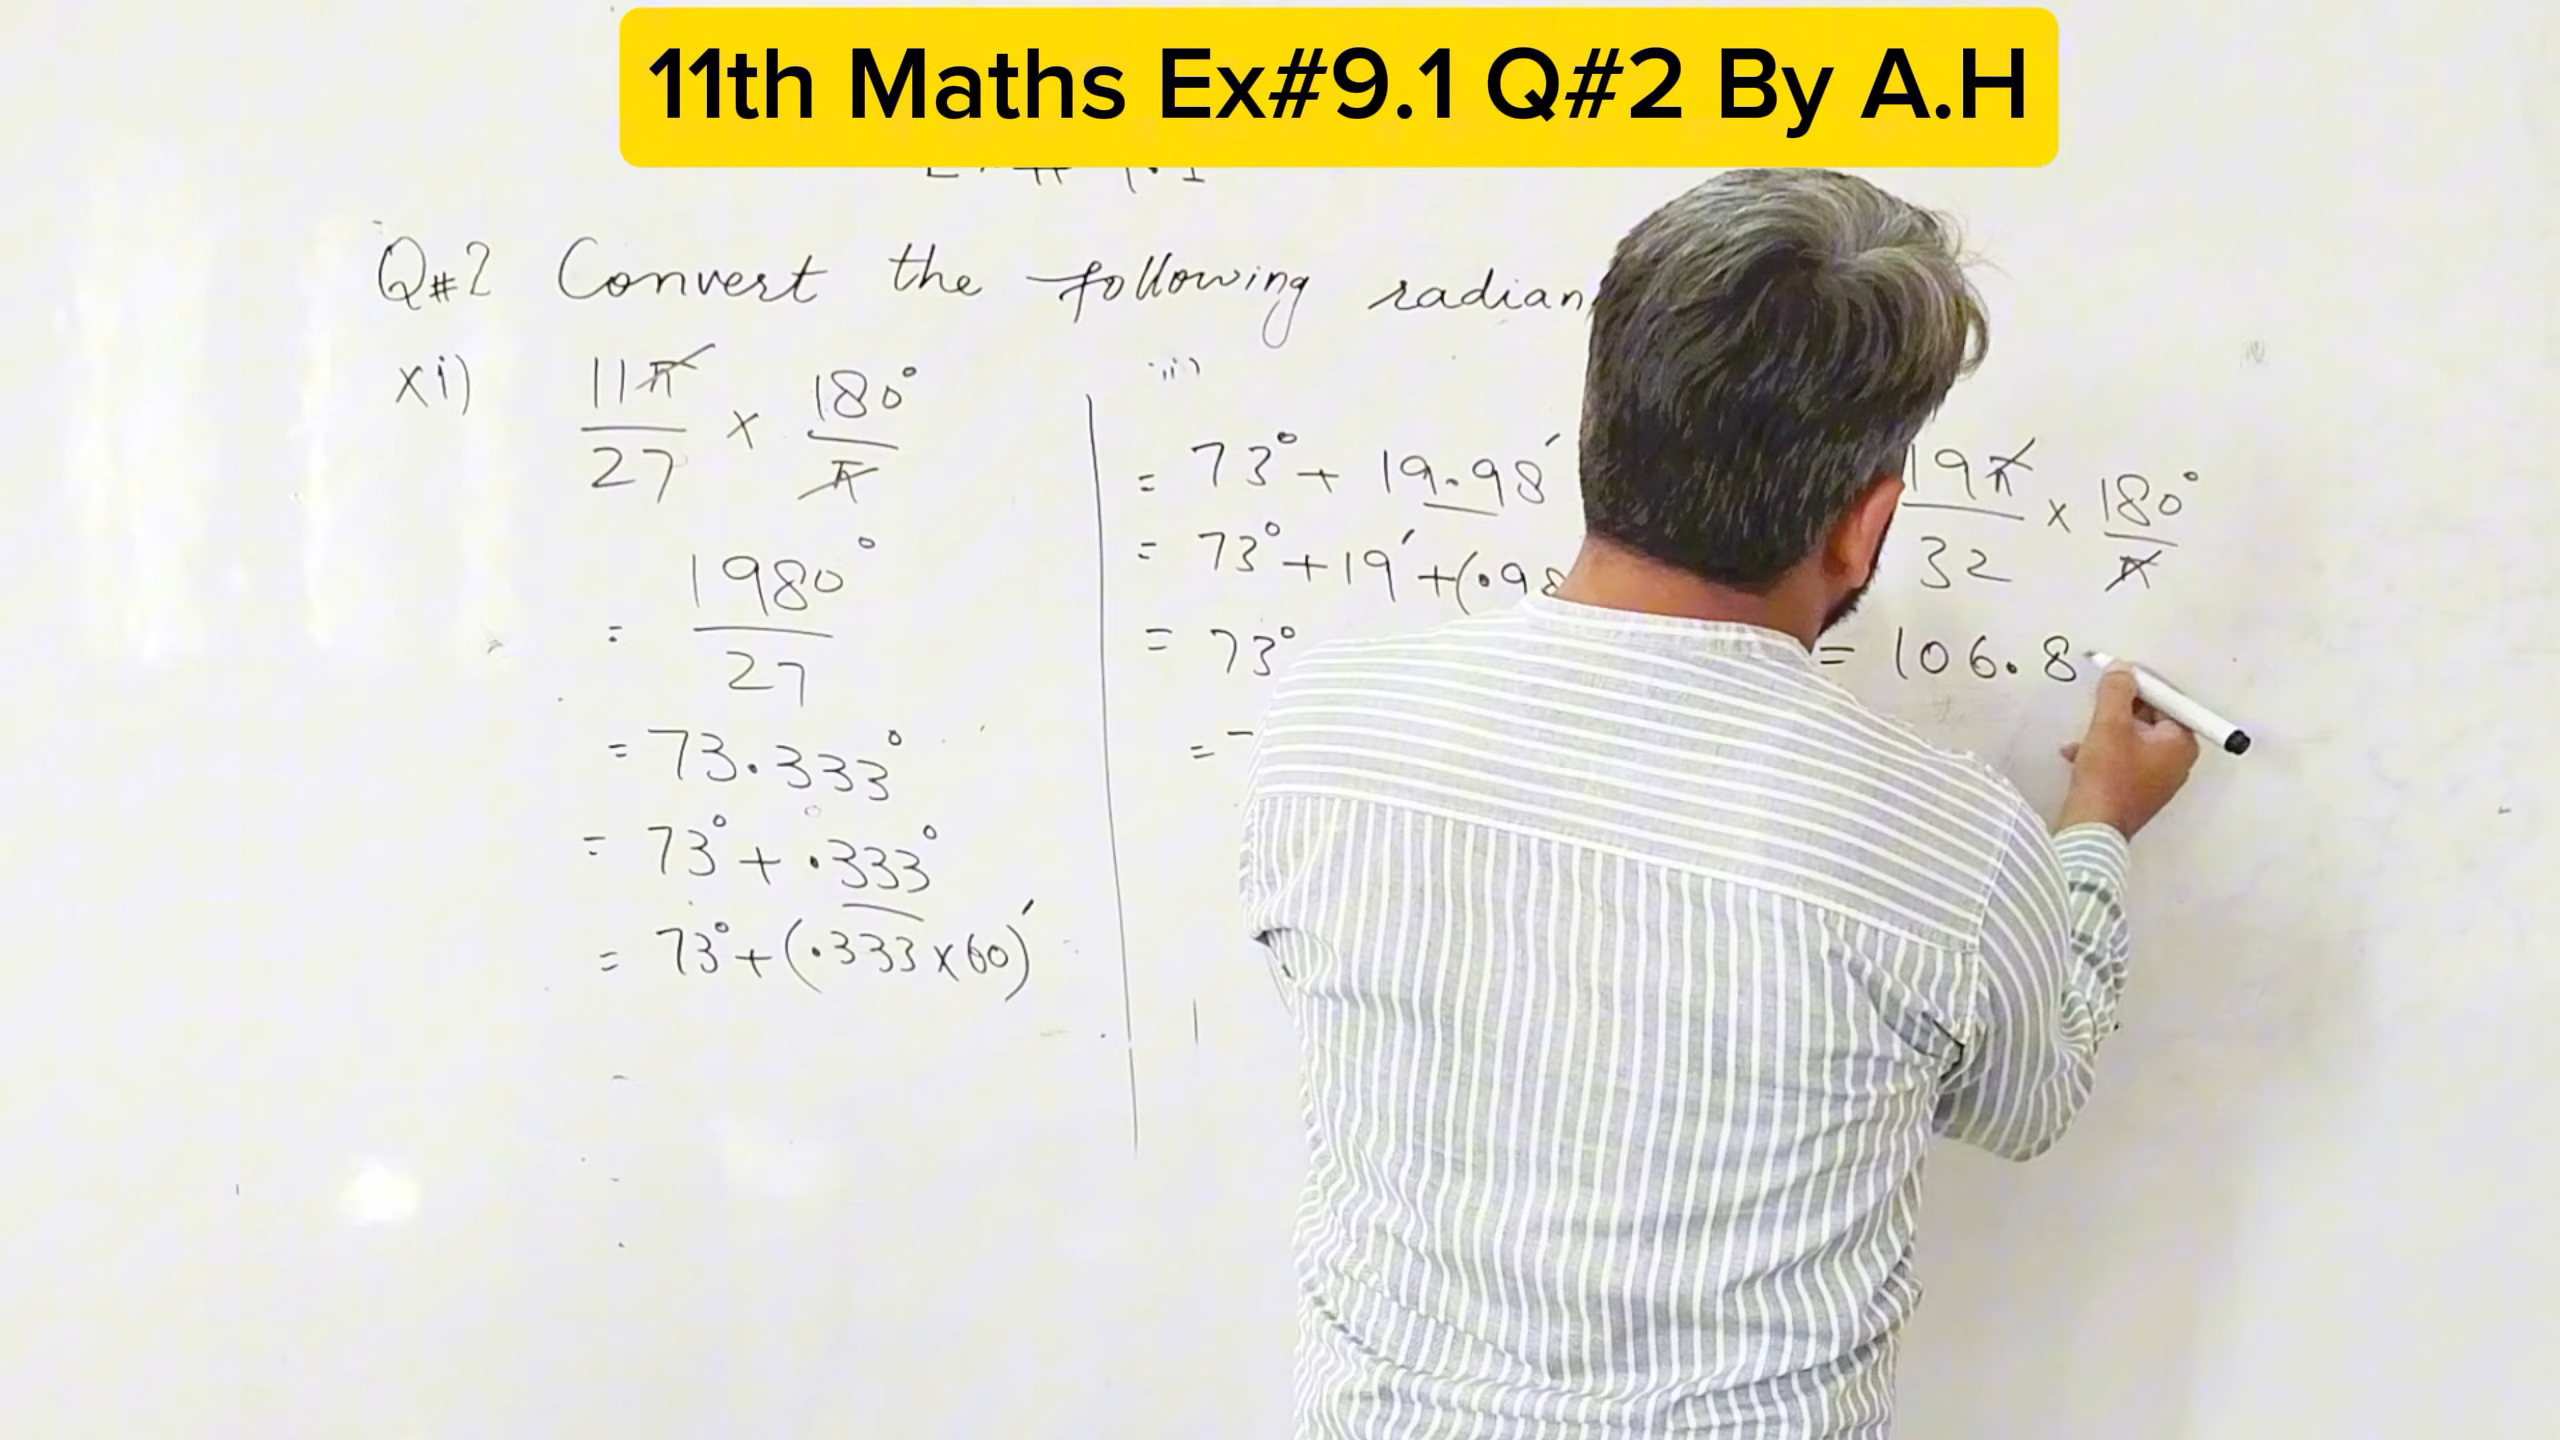 11th Maths Ex#9.1 Q#2 By A.H
Q#2 Convert the following radian
xi) 11π/27 × 180°/π
= 1980°/27
= 73.333°
= 73° + .333°
= 73° + (.333×60)′
= 73° + 19.98′
= 73° + 19′ + (.98
= 73°
=
19π/32 × 180°/π
= 106.8